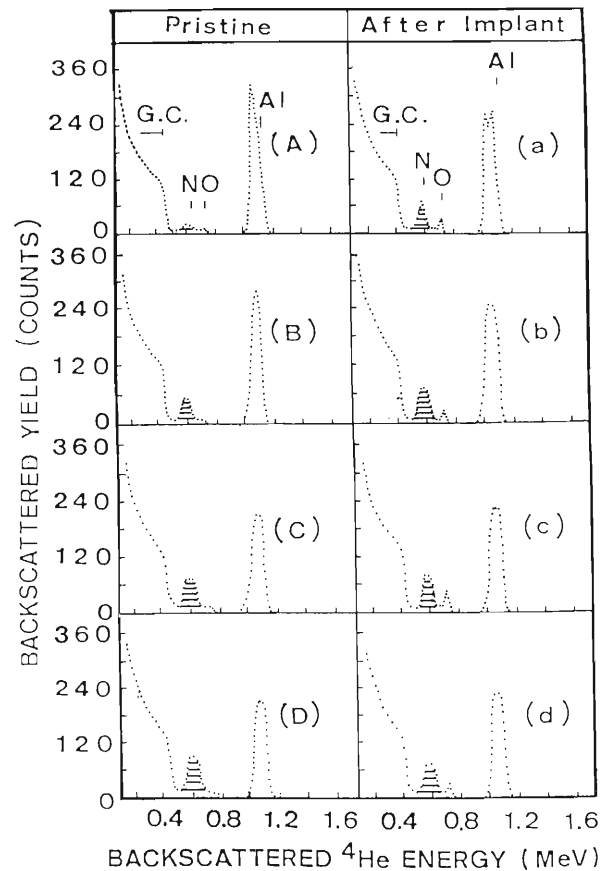 Pristine After Implant
BACKSCATTERED YIELD (COUNTS)
360
240
120
0
G.C.
N O
Al
(A)
G.C.
N
O
Al
(a)
360
240
120
0
(B)
(b)
360
240
120
0
(C)
(c)
360
240
120
0
(D)
(d)
0.4 0.8 1.2 1.6 0.4 0.8 1.2 1.6
BACKSCATTERED ⁴He ENERGY (MeV)